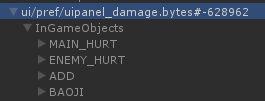 ui/pref/uipanel_damage.bytes#-628962
InGameObjects
MAIN_HURT
ENEMY_HURT
ADD
BAOJI